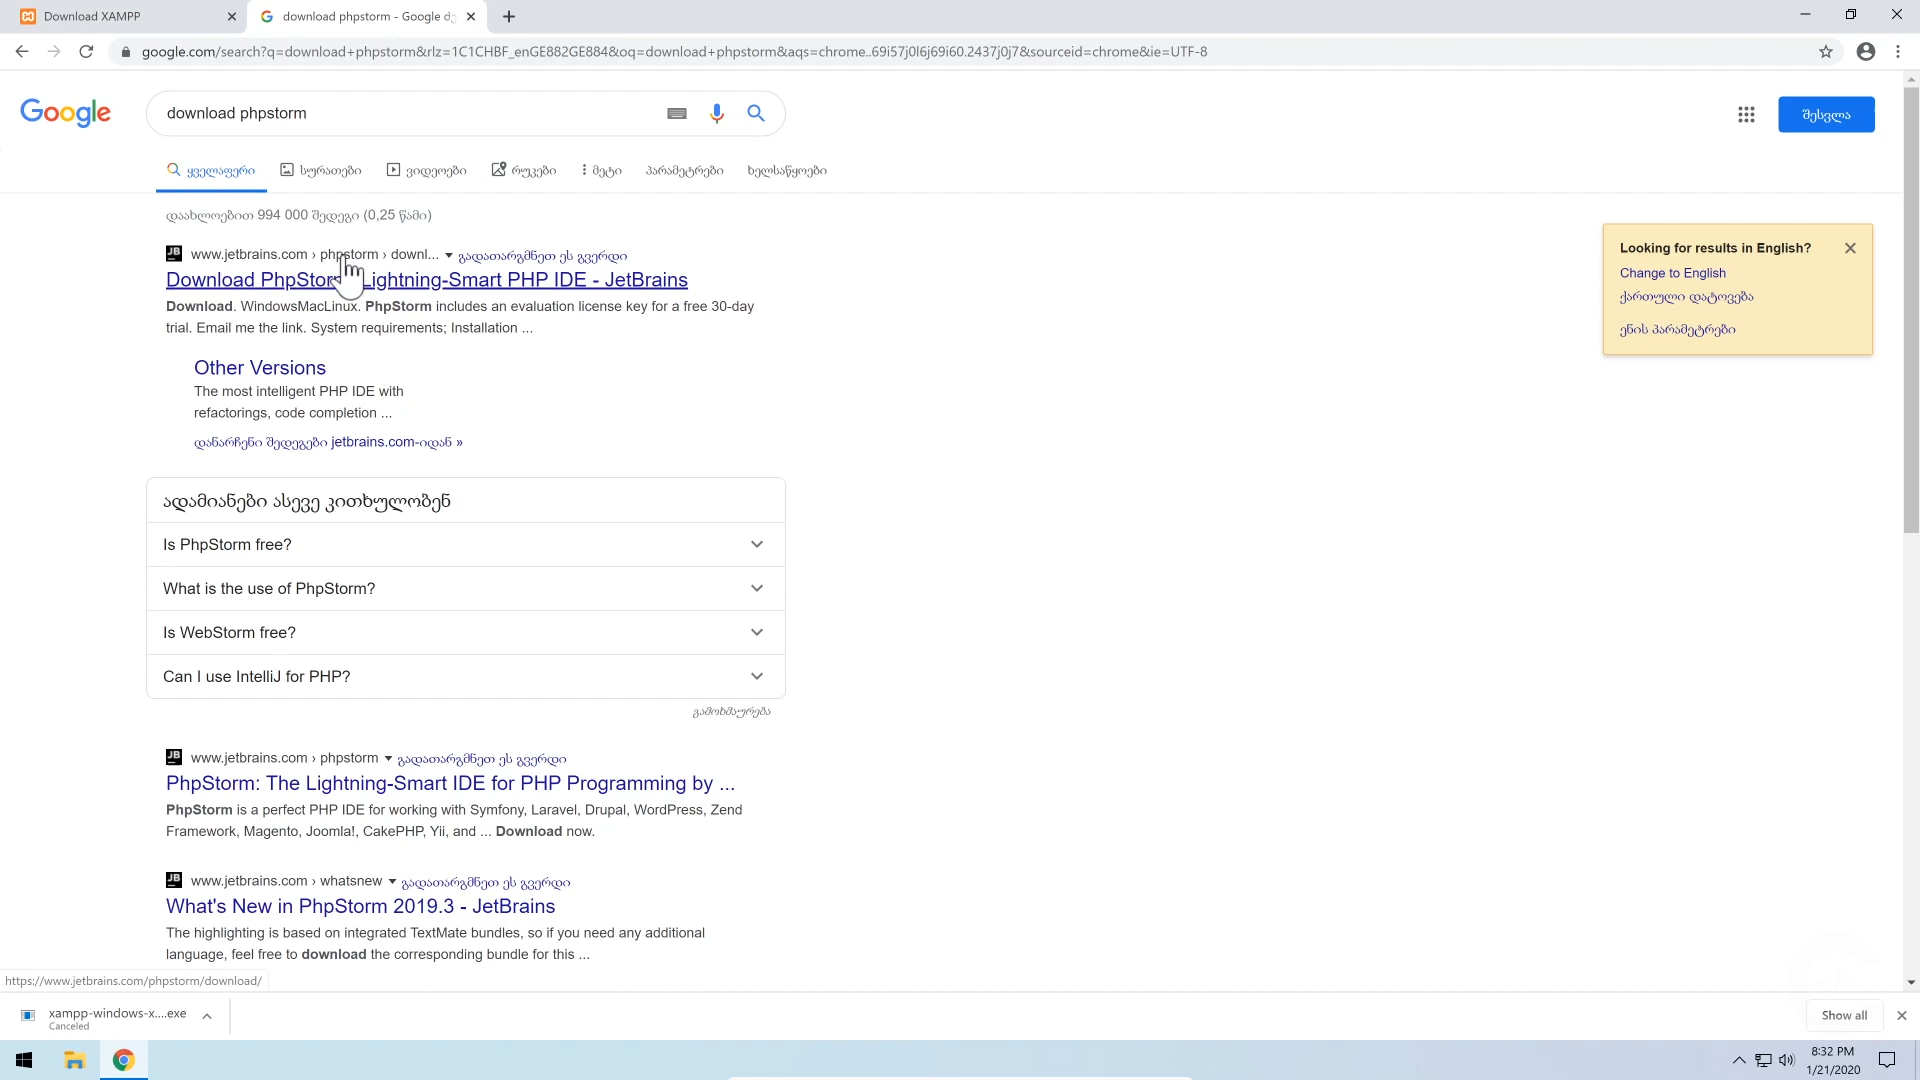 Download XAMPP
download phpstorm - Google
google.com/search?q=download+phpstorm&rlz=1C1CHBF_enGE882GE884&oq=download+phpstorm&aqs=chrome..69i57j0l6j69i60.2437j0j7&sourceid=chrome&ie=UTF-8
Google
download phpstorm
შესვლა
ყველაფერი
სურათები
ვიდეოები
რუკები
მეტი
პარამეტრები
ხელსაწყოები
დაახლოებით 994 000 შედეგი (0,25 წამი)
JB www.jetbrains.com › phpstorm › downl... გადათარგმნეთ ეს გვერდი
Download PhpStor Lightning-Smart PHP IDE - JetBrains
Download. WindowsMacLinux. PhpStorm includes an evaluation license key for a free 30-day
trial. Email me the link. System requirements; Installation ...
Other Versions
The most intelligent PHP IDE with
refactorings, code completion ...
დანარჩენი შედეგები jetbrains.com-იდან »
Looking for results in English?
Change to English
ქართული დატოვება
ენის პარამეტრები
ადამიანები ასევე კითხულობენ
Is PhpStorm free?
What is the use of PhpStorm?
Is WebStorm free?
Can I use IntelliJ for PHP?
გამოხმაურება
JB www.jetbrains.com › phpstorm გადათარგმნეთ ეს გვერდი
PhpStorm: The Lightning-Smart IDE for PHP Programming by ...
PhpStorm is a perfect PHP IDE for working with Symfony, Laravel, Drupal, WordPress, Zend
Framework, Magento, Joomla!, CakePHP, Yii, and ... Download now.
JB www.jetbrains.com › whatsnew გადათარგმნეთ ეს გვერდი
What's New in PhpStorm 2019.3 - JetBrains
The highlighting is based on integrated TextMate bundles, so if you need any additional
language, feel free to download the corresponding bundle for this ...
https://www.jetbrains.com/phpstorm/download/
xampp-windows-x....exe
Canceled
Show all
8:32 PM
1/21/2020